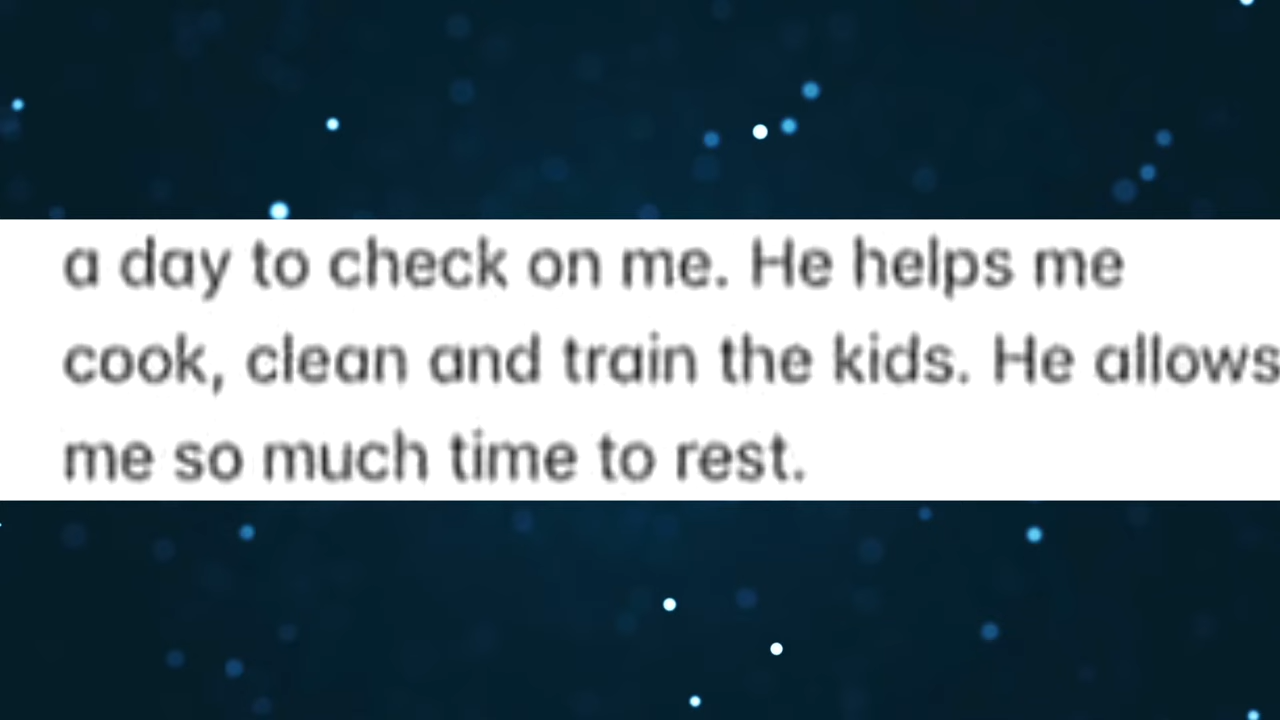 a day to check on me. He helps me
cook, clean and train the kids. He allows
me so much time to rest.